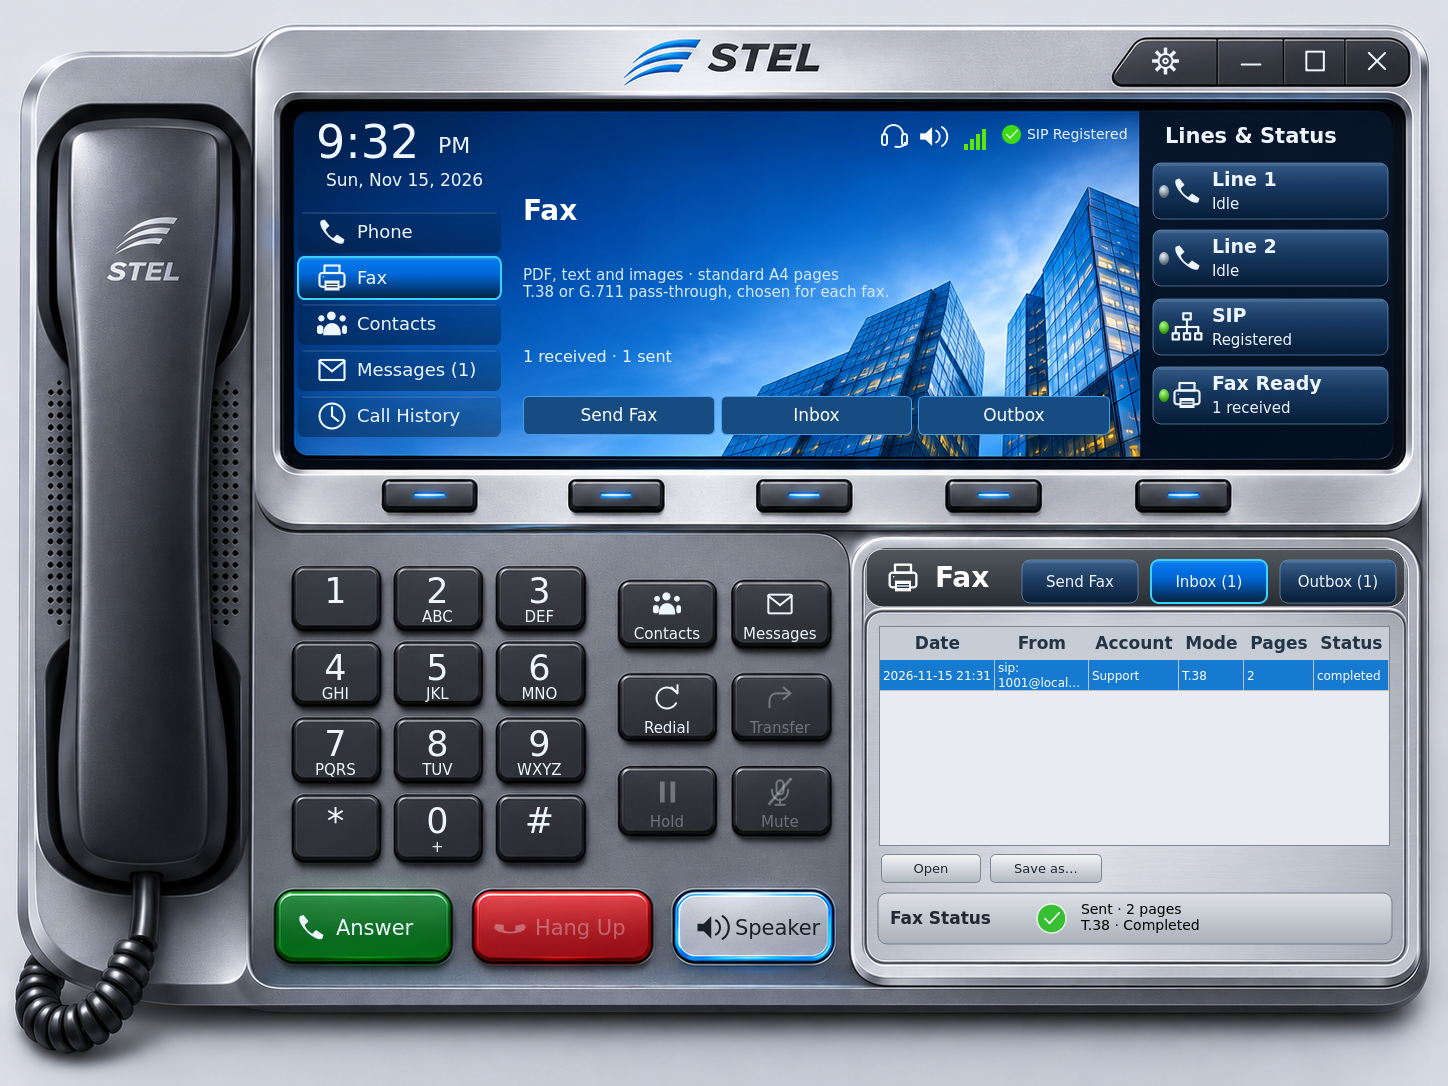 STEL
9:32 PM
Sun, Nov 15, 2026
SIP Registered
Lines & Status
Phone
Fax
Contacts
Messages (1)
Call History
Fax
PDF, text and images · standard A4 pages
T.38 or G.711 pass-through, chosen for each fax.
1 received · 1 sent
Send Fax
Inbox
Outbox
Line 1
Idle
Line 2
Idle
SIP
Registered
Fax Ready
1 received
STEL
1
2
ABC
3
DEF
4
GHI
5
JKL
6
MNO
7
PQRS
8
TUV
9
WXYZ
*
0
+
#
Contacts
Messages
Redial
Transfer
Hold
Mute
Answer
Hang Up
Speaker
Fax
Send Fax
Inbox (1)
Outbox (1)
Date From Account Mode Pages Status
2026-11-15 21:31 sip: 1001@local... Support T.38 2 completed
Open
Save as...
Fax Status
Sent · 2 pages
T.38 · Completed